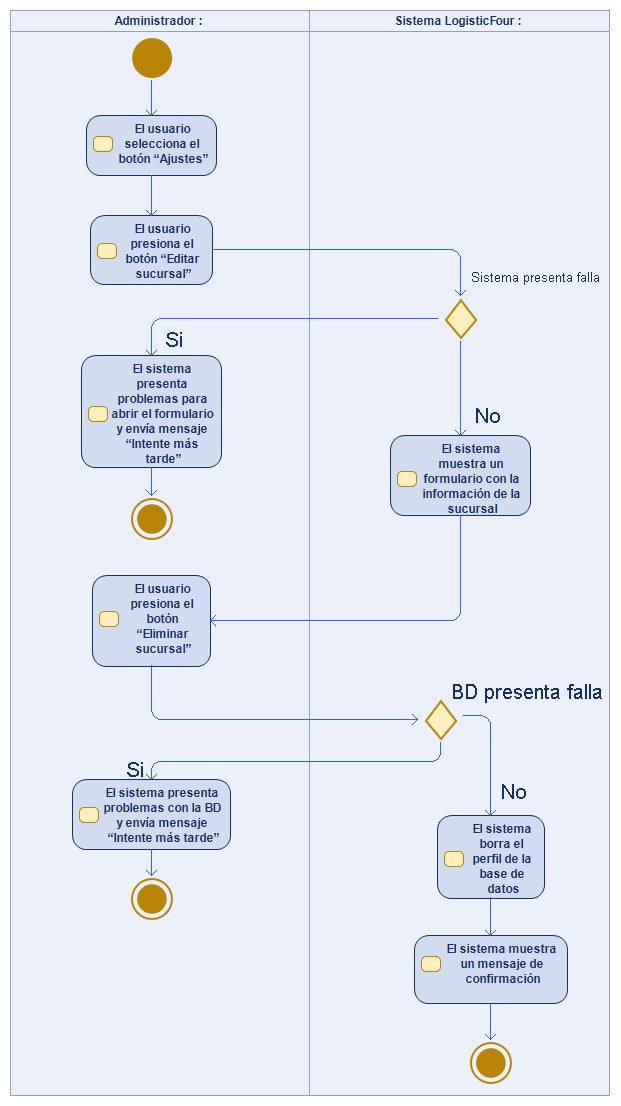 Administrador :
Sistema LogisticFour :
El usuario
selecciona el
botón “Ajustes”
El usuario
presiona el
botón “Editar
sucursal”
Sistema presenta falla
Si
El sistema
presenta
problemas para
abrir el formulario
y envía mensaje
“Intente más
tarde”
No
El sistema
muestra un
formulario con la
información de la
sucursal
El usuario
presiona el
botón
“Eliminar
sucursal”
BD presenta falla
Si
El sistema presenta
problemas con la BD
y envía mensaje
“Intente más tarde”
No
El sistema
borra el
perfil de la
base de
datos
El sistema muestra
un mensaje de
confirmación